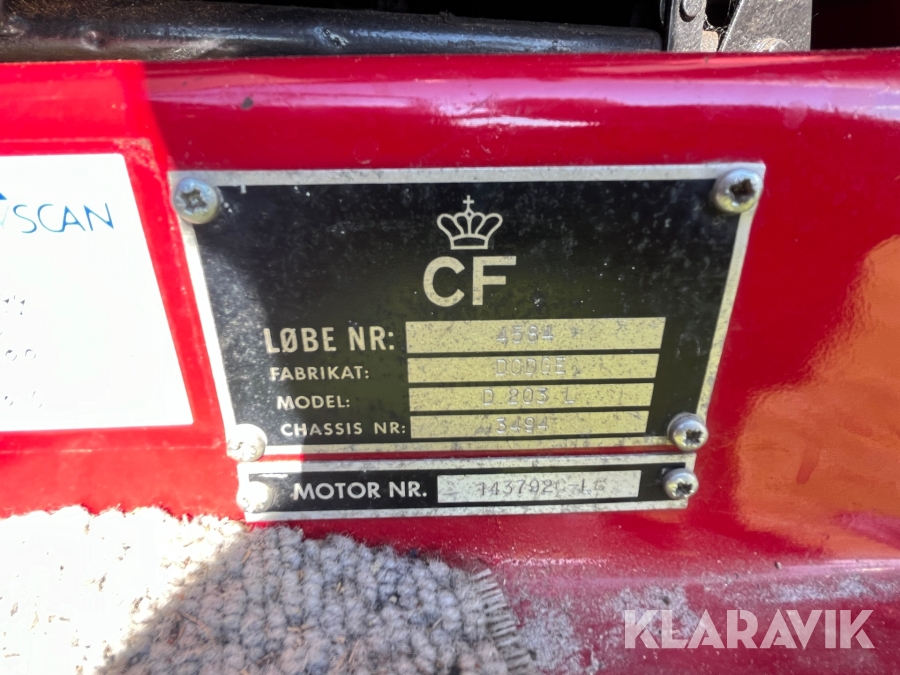 SCAN
CF
LØBE NR: 4584
FABRIKAT: DODGE
MODEL: D 203 L
CHASSIS NR: 3494
MOTOR NR.
KLARAVIK